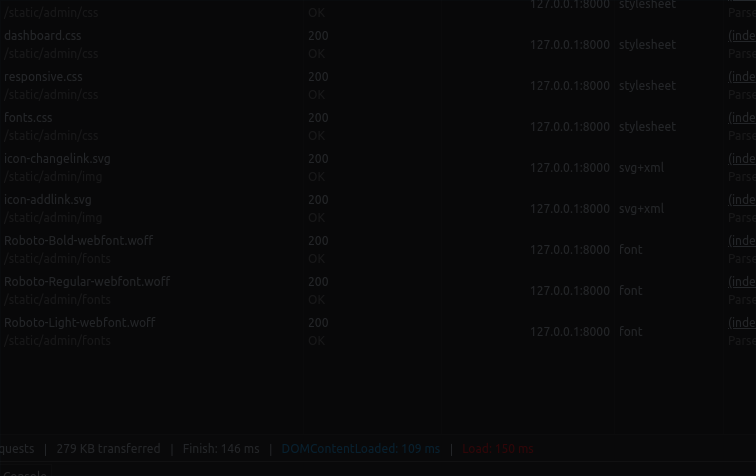 /static/admin/css OK 127.0.0.1:8000 stylesheet Parse
dashboard.css 200 (inde
/static/admin/css OK 127.0.0.1:8000 stylesheet Parse
responsive.css 200 (inde
/static/admin/css OK 127.0.0.1:8000 stylesheet Parse
fonts.css 200 (inde
/static/admin/css OK 127.0.0.1:8000 stylesheet Parse
icon-changelink.svg 200 (inde
/static/admin/img OK 127.0.0.1:8000 svg+xml Parse
icon-addlink.svg 200 (inde
/static/admin/img OK 127.0.0.1:8000 svg+xml Parse
Roboto-Bold-webfont.woff 200 (inde
/static/admin/fonts OK 127.0.0.1:8000 font Parse
Roboto-Regular-webfont.woff 200 (inde
/static/admin/fonts OK 127.0.0.1:8000 font Parse
Roboto-Light-webfont.woff 200 (inde
/static/admin/fonts OK 127.0.0.1:8000 font Parse
quests | 279 KB transferred | Finish: 146 ms | DOMContentLoaded: 109 ms | Load: 150 ms
Console